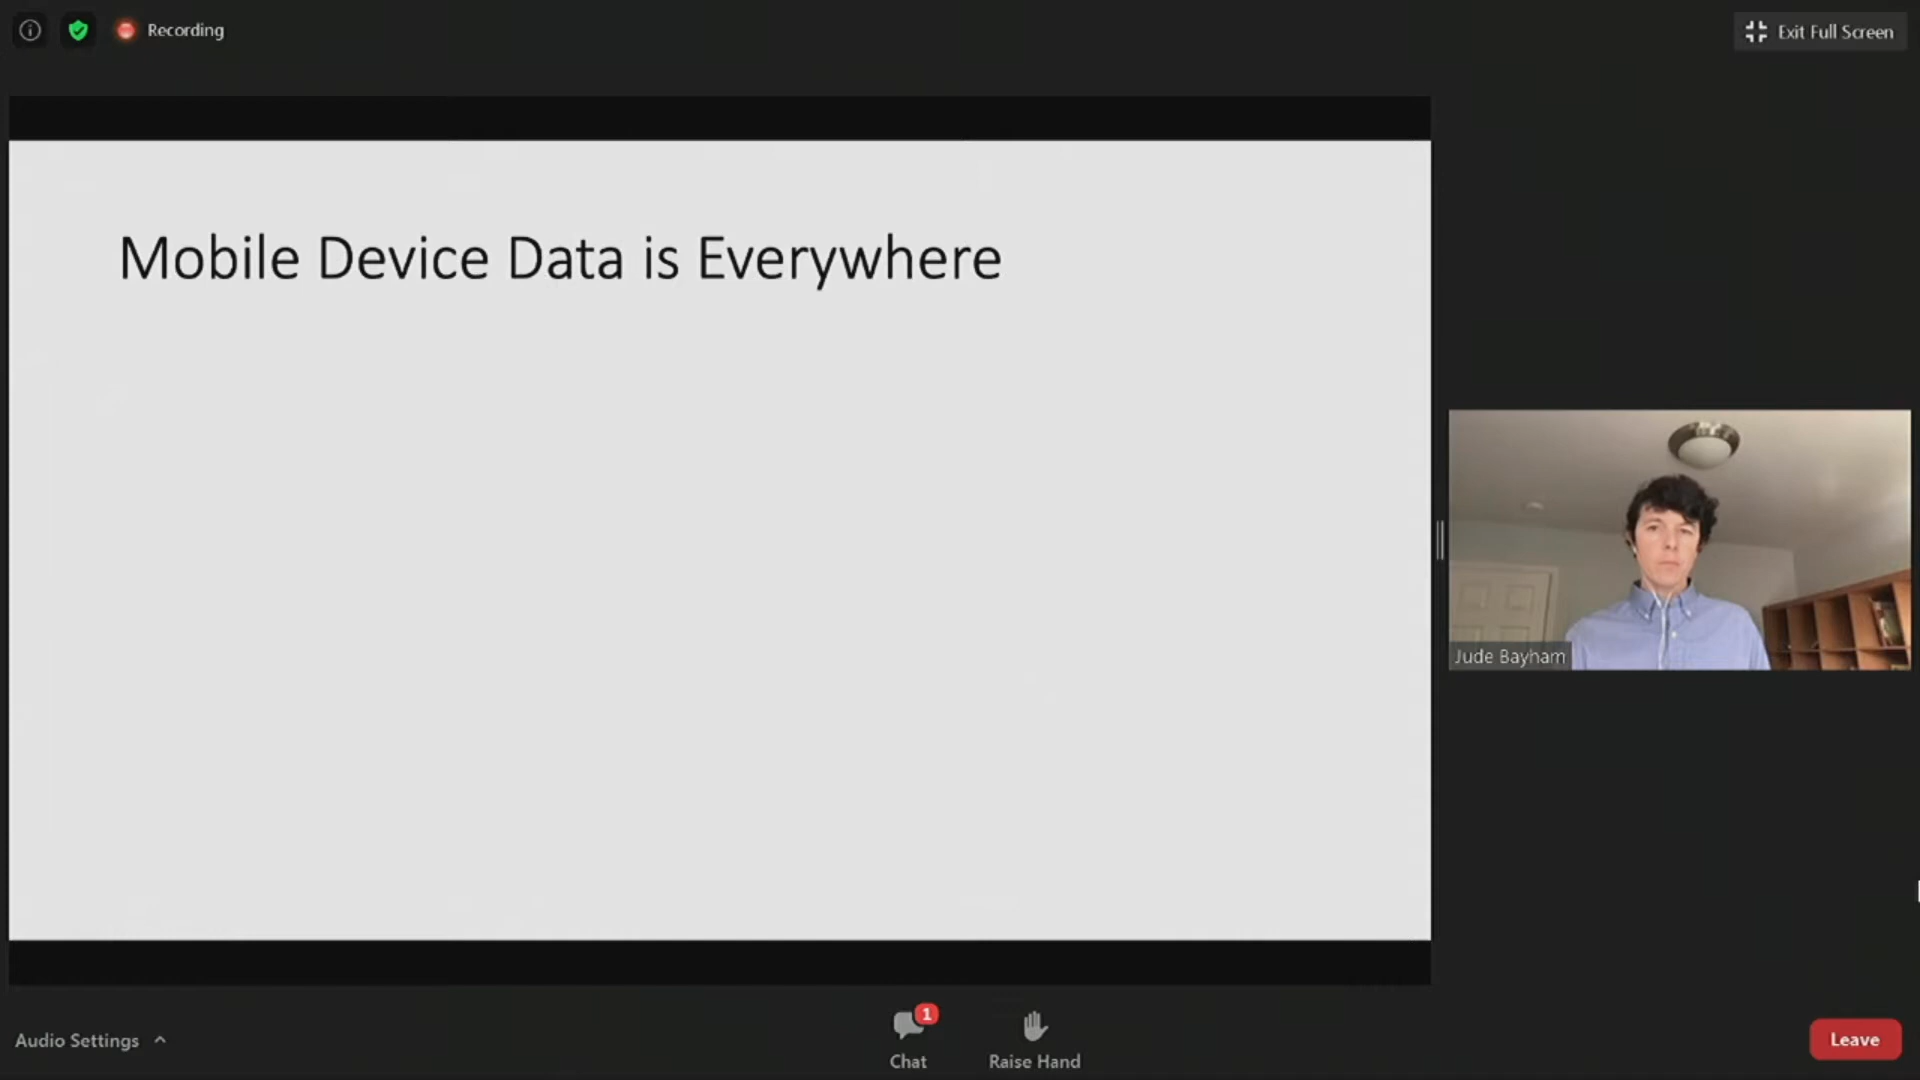 Recording
Exit Full Screen
Mobile Device Data is Everywhere
Jude Bayham
Audio Settings
1
Chat
Raise Hand
Leave